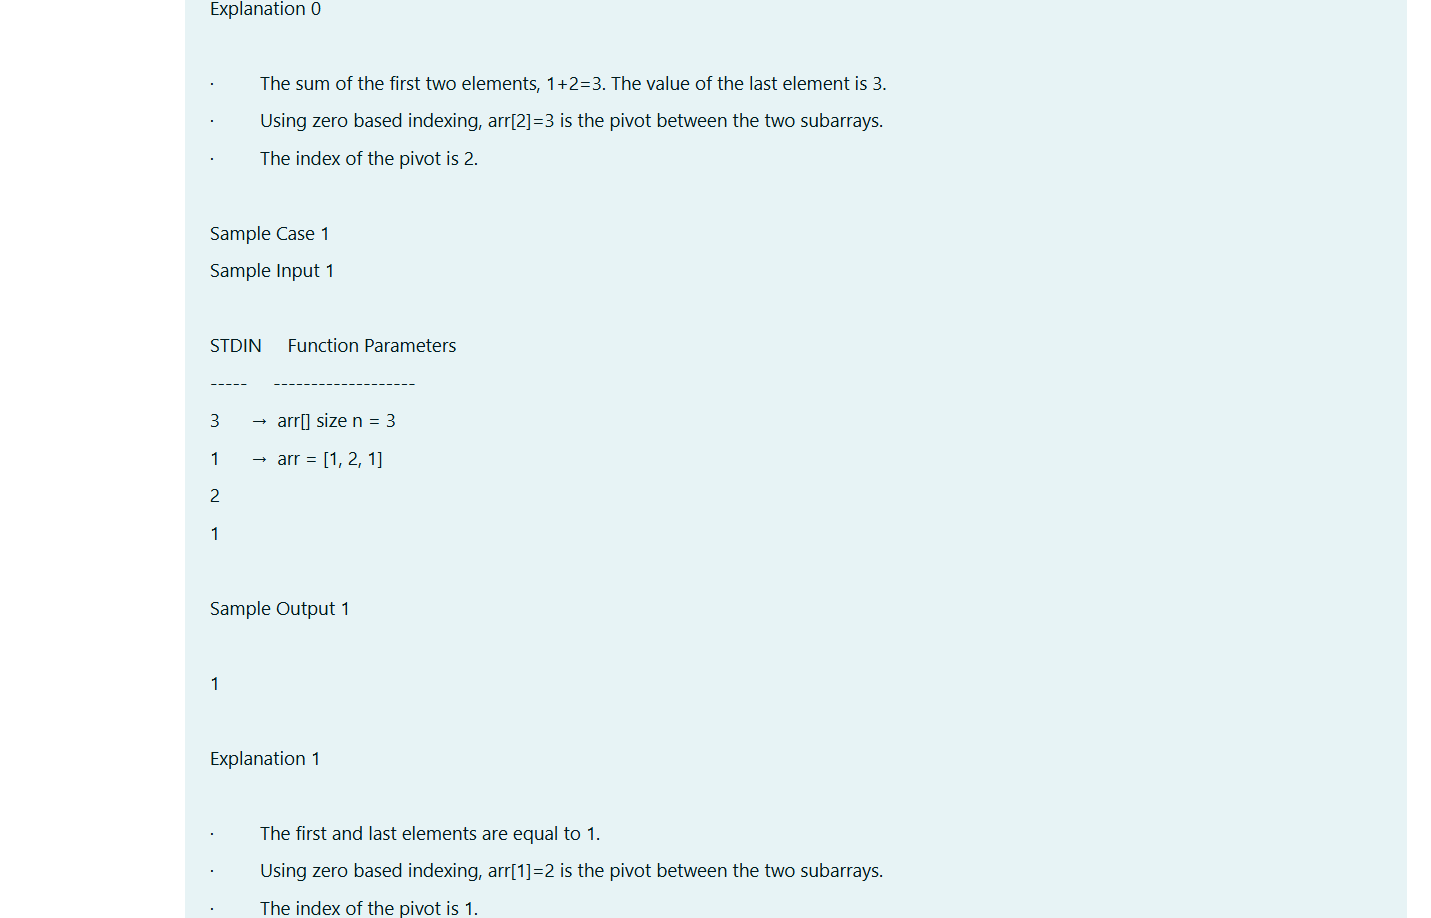 Explanation 0
· The sum of the first two elements, 1+2=3. The value of the last element is 3.
· Using zero based indexing, arr[2]=3 is the pivot between the two subarrays.
· The index of the pivot is 2.
Sample Case 1
Sample Input 1
STDIN Function Parameters
----- -------------------
3 → arr[] size n = 3
1 → arr = [1, 2, 1]
2
1
Sample Output 1
1
Explanation 1
· The first and last elements are equal to 1.
· Using zero based indexing, arr[1]=2 is the pivot between the two subarrays.
· The index of the pivot is 1.